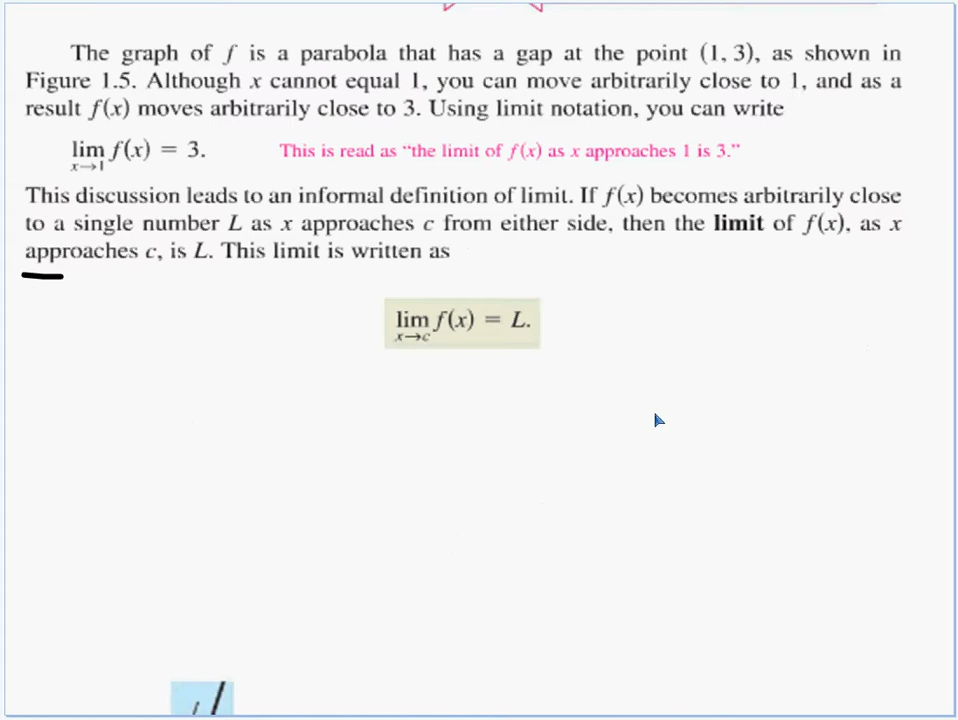 The graph of f is a parabola that has a gap at the point (1, 3), as shown in
Figure 1.5. Although x cannot equal 1, you can move arbitrarily close to 1, and as a
result f(x) moves arbitrarily close to 3. Using limit notation, you can write
lim x→1 f(x) = 3. This is read as “the limit of f(x) as x approaches 1 is 3.”
This discussion leads to an informal definition of limit. If f(x) becomes arbitrarily close
to a single number L as x approaches c from either side, then the limit of f(x), as x
approaches c, is L. This limit is written as
lim x→c f(x) = L.